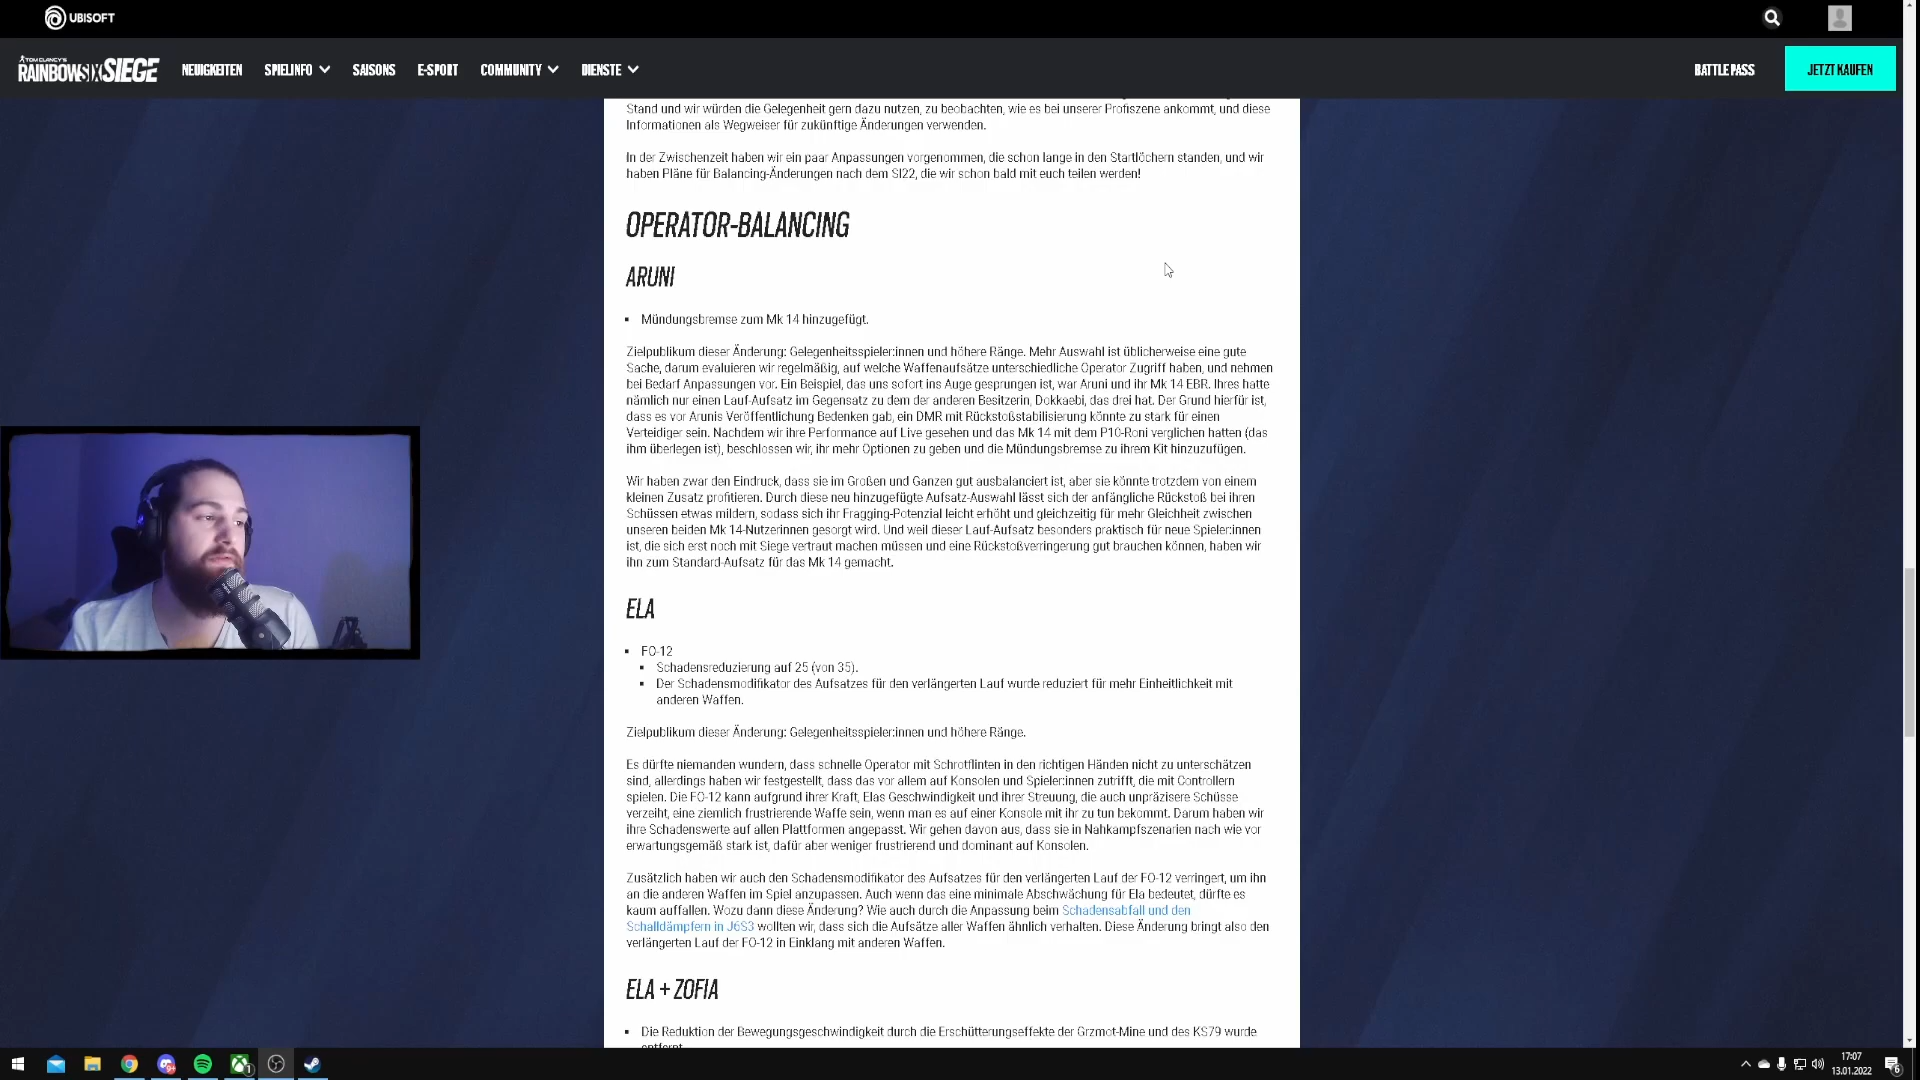 UBISOFT
TOM CLANCY'S
RAINBOWSIX SIEGE
NEUIGKEITEN
SPIELINFO
SAISONS
E-SPORT
COMMUNITY
DIENSTE
BATTLE PASS
JETZT KAUFEN
Stand und wir würden die Gelegenheit gern dazu nutzen, zu beobachten, wie es bei unserer Profiszene ankommt, und diese
Informationen als Wegweiser für zukünftige Änderungen verwenden.
In der Zwischenzeit haben wir ein paar Anpassungen vorgenommen, die schon lange in den Startlöchern standen, und wir
haben Pläne für Balancing-Änderungen nach dem SI22, die wir schon bald mit euch teilen werden!
OPERATOR-BALANCING
ARUNI
▪ Mündungsbremse zum Mk 14 hinzugefügt.
Zielpublikum dieser Änderung: Gelegenheitsspieler:innen und höhere Ränge. Mehr Auswahl ist üblicherweise eine gute
Sache, darum evaluieren wir regelmäßig, auf welche Waffenaufsätze unterschiedliche Operator Zugriff haben, und nehmen
bei Bedarf Anpassungen vor. Ein Beispiel, das uns sofort ins Auge gesprungen ist, war Aruni und ihr Mk 14 EBR. Ihres hatte
nämlich nur einen Lauf-Aufsatz im Gegensatz zu dem der anderen Besitzerin, Dokkaebi, das drei hat. Der Grund hierfür ist,
dass es vor Arunis Veröffentlichung Bedenken gab, ein DMR mit Rückstoßstabilisierung könnte zu stark für einen
Verteidiger sein. Nachdem wir ihre Performance auf Live gesehen und das Mk 14 mit dem P10-Roni verglichen hatten (das
ihm überlegen ist), beschlossen wir, ihr mehr Optionen zu geben und die Mündungsbremse zu ihrem Kit hinzuzufügen.
Wir haben zwar den Eindruck, dass sie im Großen und Ganzen gut ausbalanciert ist, aber sie könnte trotzdem von einem
kleinen Zusatz profitieren. Durch diese neu hinzugefügte Aufsatz-Auswahl lässt sich der anfängliche Rückstoß bei ihren
Schüssen etwas mildern, sodass sich ihr Fragging-Potenzial leicht erhöht und gleichzeitig für mehr Gleichheit zwischen
unseren beiden Mk 14-Nutzerinnen gesorgt wird. Und weil dieser Lauf-Aufsatz besonders praktisch für neue Spieler:innen
ist, die sich erst noch mit Siege vertraut machen müssen und eine Rückstoßverringerung gut brauchen können, haben wir
ihn zum Standard-Aufsatz für das Mk 14 gemacht.
ELA
▪ FO-12
▪ Schadensreduzierung auf 25 (von 35).
▪ Der Schadensmodifikator des Aufsatzes für den verlängerten Lauf wurde reduziert für mehr Einheitlichkeit mit
anderen Waffen.
Zielpublikum dieser Änderung: Gelegenheitsspieler:innen und höhere Ränge.
Es dürfte niemanden wundern, dass schnelle Operator mit Schrotflinten in den richtigen Händen nicht zu unterschätzen
sind, allerdings haben wir festgestellt, dass das vor allem auf Konsolen und Spieler:innen zutrifft, die mit Controllern
spielen. Die FO-12 kann aufgrund ihrer Kraft, Elas Geschwindigkeit und ihrer Streuung, die auch unpräzisere Schüsse
verzeiht, eine ziemlich frustrierende Waffe sein, wenn man es auf einer Konsole mit ihr zu tun bekommt. Darum haben wir
ihre Schadenswerte auf allen Plattformen angepasst. Wir gehen davon aus, dass sie in Nahkampfszenarien nach wie vor
erwartungsgemäß stark ist, dafür aber weniger frustrierend und dominant auf Konsolen.
Zusätzlich haben wir auch den Schadensmodifikator des Aufsatzes für den verlängerten Lauf der FO-12 verringert, um ihn
an die anderen Waffen im Spiel anzupassen. Auch wenn das eine minimale Abschwächung für Ela bedeutet, dürfte es
kaum auffallen. Wozu dann diese Änderung? Wie auch durch die Anpassung beim Schadensabfall und den
Schalldämpfern in J6S3 wollten wir, dass sich die Aufsätze aller Waffen ähnlich verhalten. Diese Änderung bringt also den
verlängerten Lauf der FO-12 in Einklang mit anderen Waffen.
ELA + ZOFIA
▪ Die Reduktion der Bewegungsgeschwindigkeit durch die Erschütterungseffekte der Grzmot-Mine und des KS79 wurde
entfernt.
17:07
13.01.2022